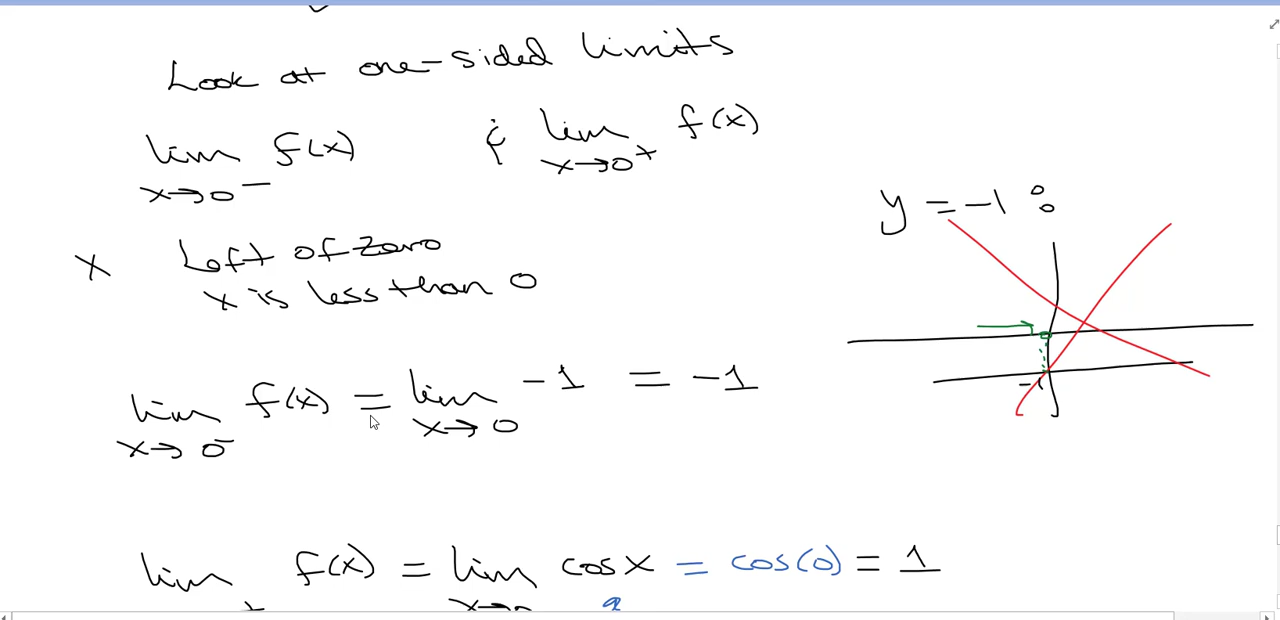 Look at one-sided limits
lim f(x) & lim f(x)
x→0⁻ x→0⁺
y = -1 :
x Left of zero
x is less than 0
lim f(x) = lim -1 = -1
x→0⁻ x→0
-1
lim f(x) = lim cosx = cos(0) = 1